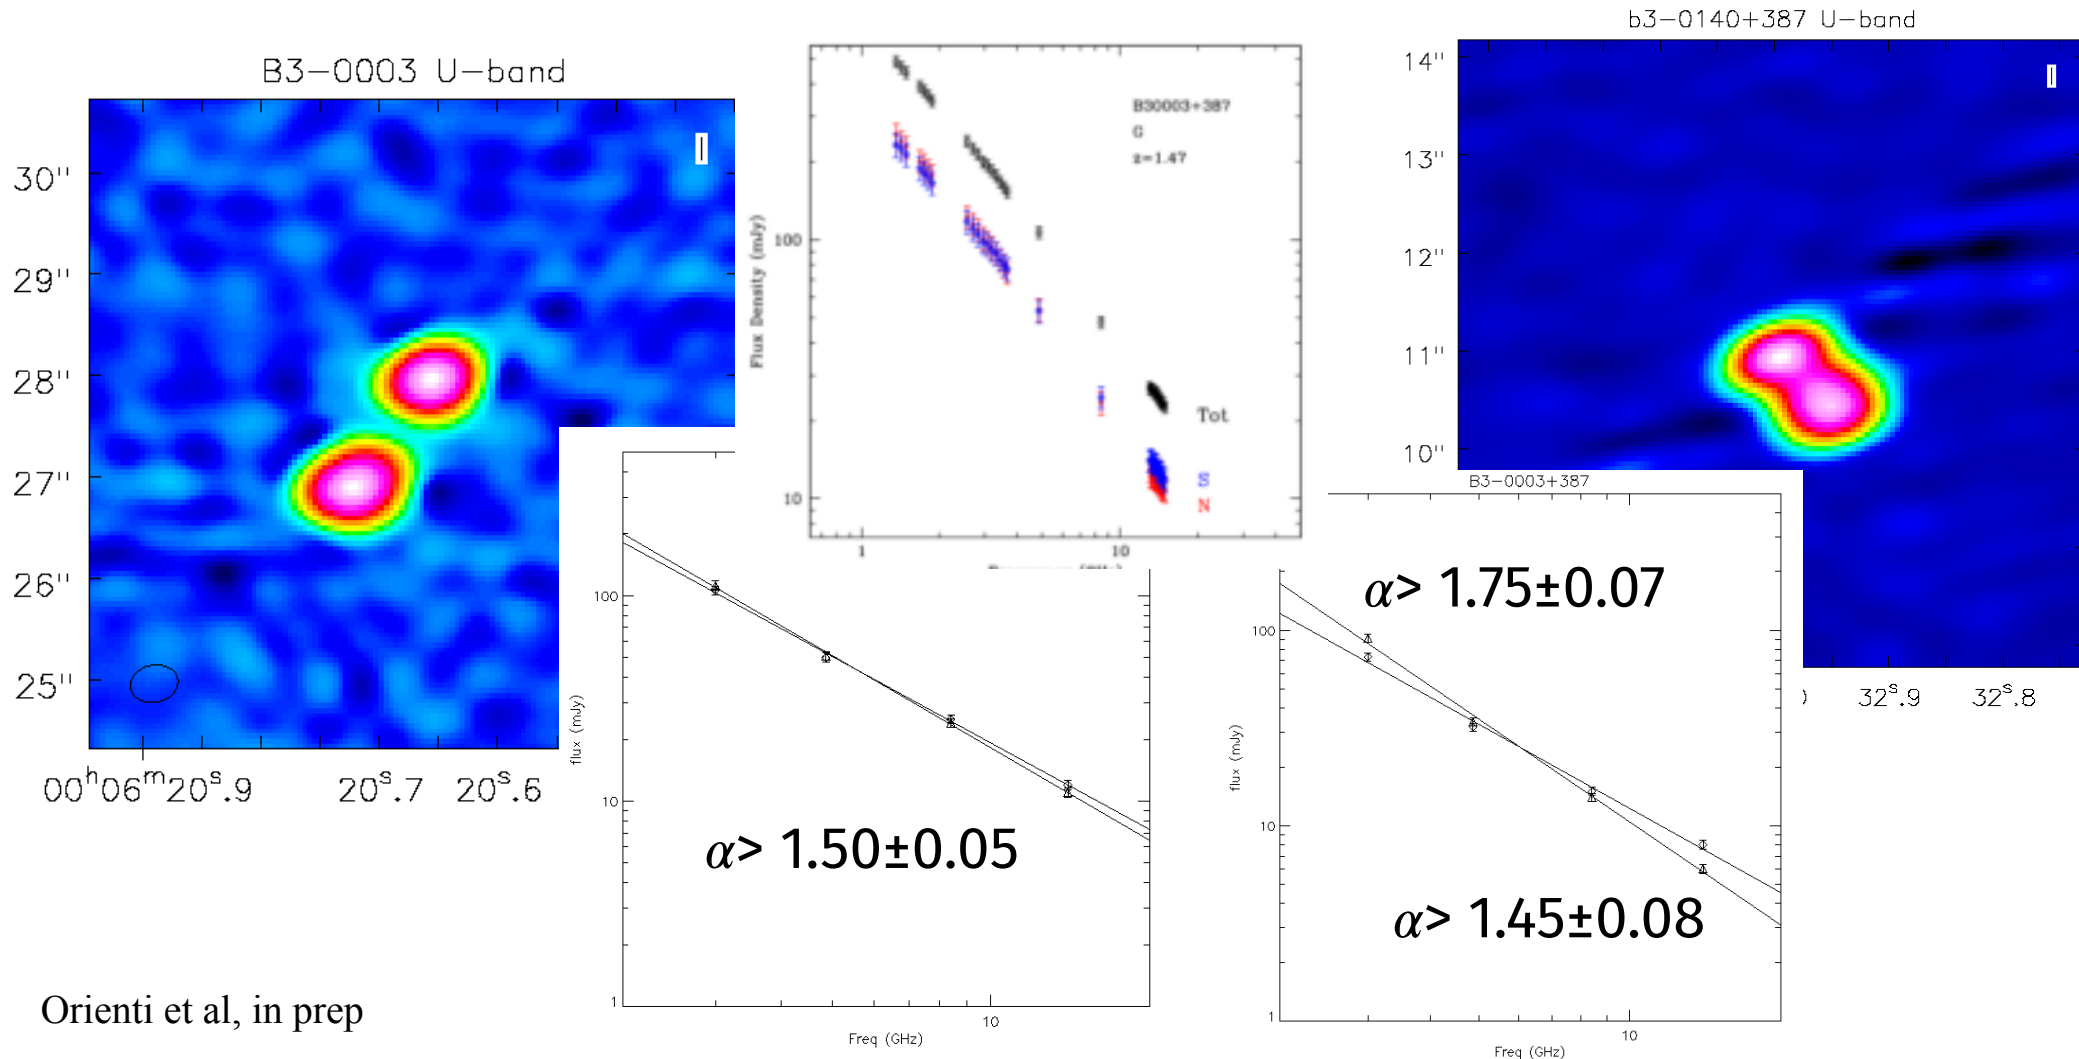 B3-0003 U-band
30"
29"
28"
27"
26"
25"
00h06m20s.9
20s.7
20s.6
I
B30003+387
G
z=1.47
Flux Density (mJy)
100
10
1
10
Tot
S
N
b3-0140+387 U-band
14"
13"
12"
11"
10"
I
32s.9
32s.8
flux (mJy)
100
10
1
10
Freq (GHz)
α> 1.50±0.05
B3-0003+387
flux (mJy)
100
10
1
10
Freq (GHz)
α> 1.75±0.07
α> 1.45±0.08
Orienti et al, in prep